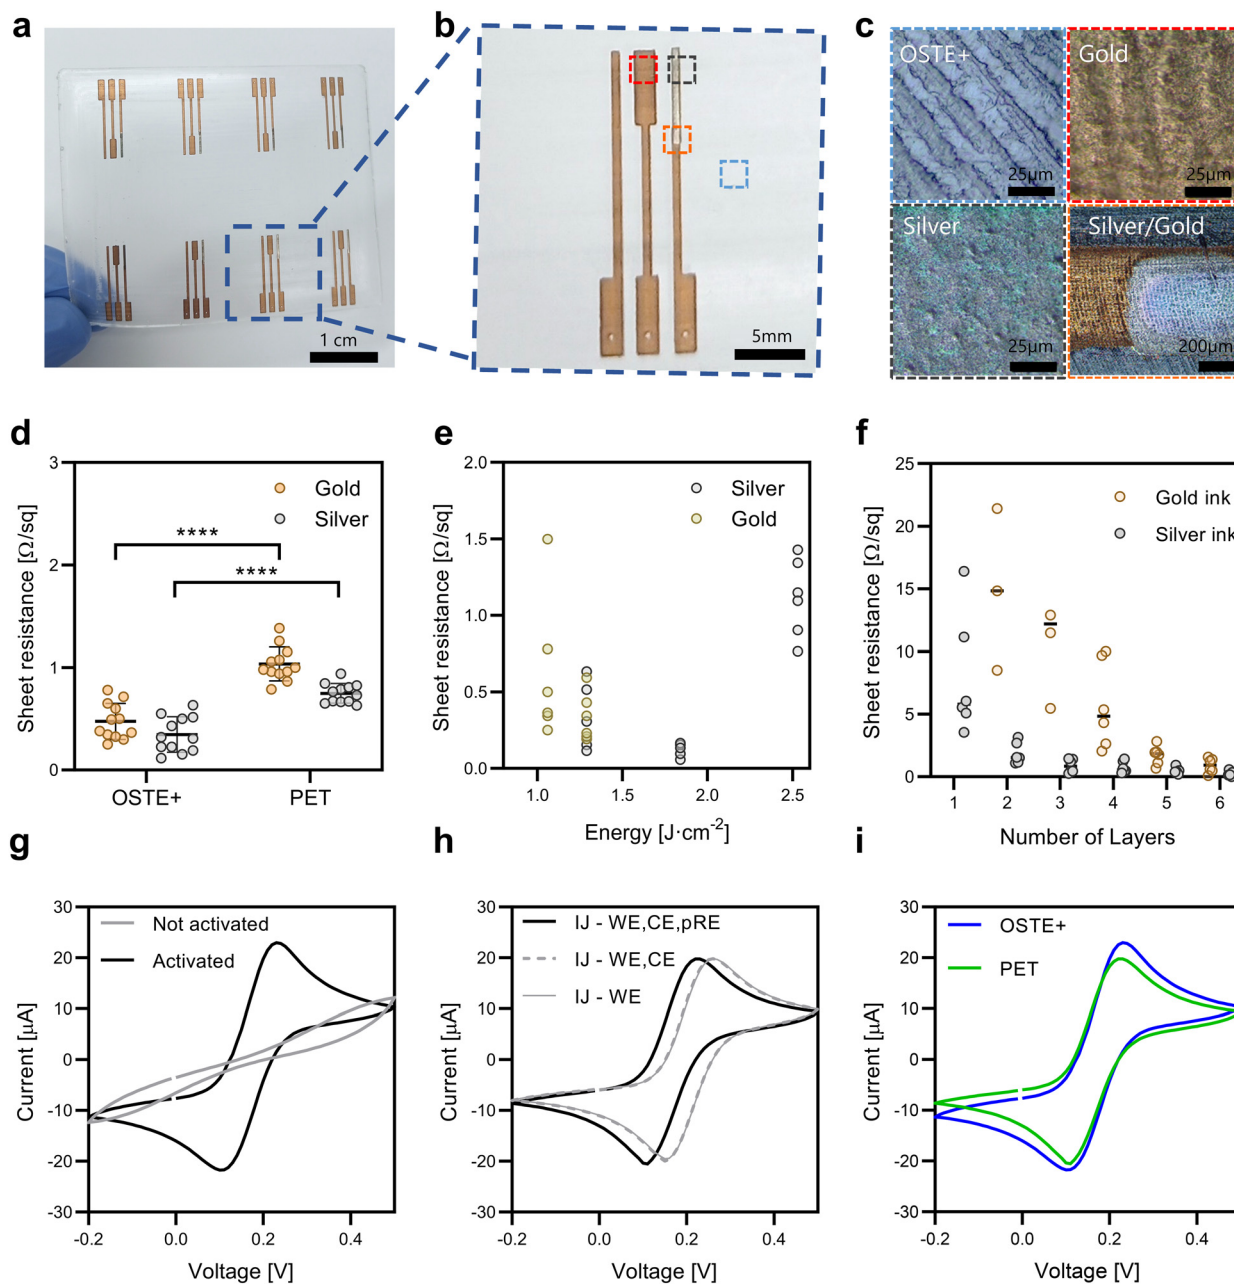 a
b
c
1 cm
5mm
OSTE+
25µm
Gold
25µm
Silver
25µm
Silver/Gold
200µm
d
Sheet resistance [Ω/sq]
3
2
1
0
Gold
Silver
****
****
OSTE+
PET
e
Sheet resistance [Ω/sq]
2.0
1.5
1.0
0.5
0.0
Silver
Gold
1.0
1.5
2.0
2.5
Energy [J·cm-2]
f
Sheet resistance [Ω/sq]
25
20
15
10
5
0
Gold ink
Silver ink
1
2
3
4
5
6
Number of Layers
g
Current [µA]
30
20
10
0
-10
-20
-30
Not activated
Activated
-0.2
0.0
0.2
0.4
Voltage [V]
h
Current [µA]
30
20
10
0
-10
-20
-30
IJ - WE,CE,pRE
IJ - WE,CE
IJ - WE
-0.2
0.0
0.2
0.4
Voltage [V]
i
Current [µA]
30
20
10
0
-10
-20
-30
OSTE+
PET
-0.2
0.0
0.2
0.4
Voltage [V]